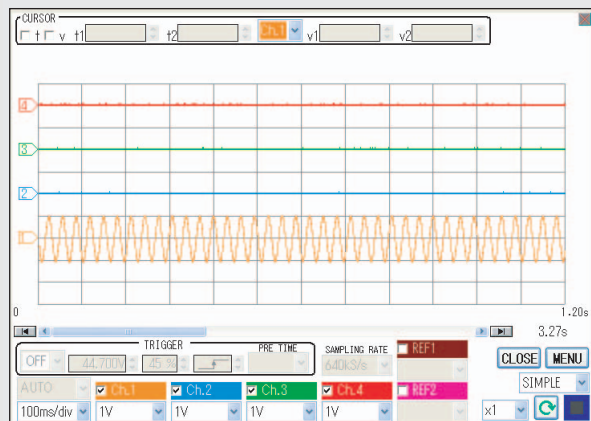 CURSOR
t v t1 t2 Ch.1 v1 v2
4
3
2
1
0 1.20s
3.27s
TRIGGER PRE TIME SAMPLING RATE REF1
OFF 44.700V 45 % 640kS/s CLOSE MENU
AUTO Ch.1 Ch.2 Ch.3 Ch.4 REF2 SIMPLE
100ms/div 1V 1V 1V 1V x1